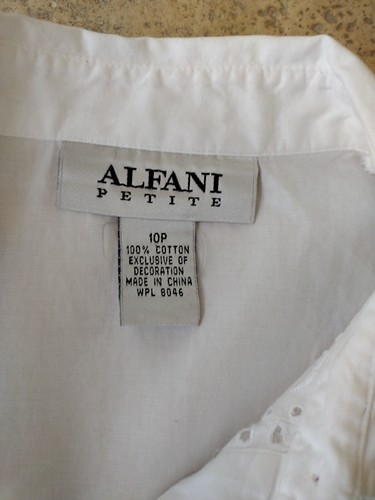 ALFANI
PETITE
10P
100% COTTON
EXCLUSIVE OF
DECORATION
MADE IN CHINA
WPL 8046